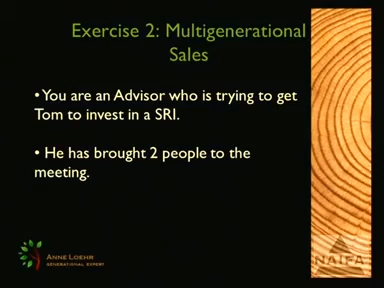 Exercise 2: Multigenerational
Sales
• You are an Advisor who is trying to get
Tom to invest in a SRI.
• He has brought 2 people to the
meeting.
ANNE LOEHR
GENERATIONAL EXPERT
NAIFA